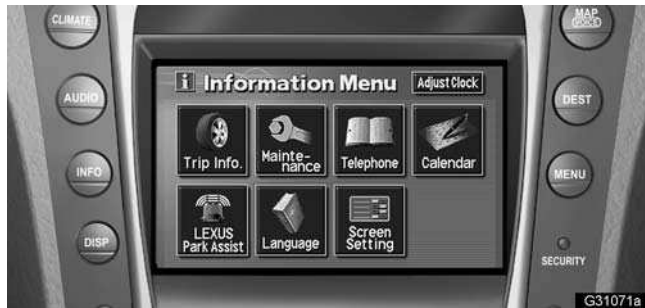 CLIMATE
MAP
VOICE
i Information Menu
Adjust Clock
AUDIO
DEST
Trip Info.
Mainte-
nance
Telephone
Calendar
INFO
MENU
LEXUS
Park Assist
Language
Screen
Setting
DISP
SECURITY
G31071a